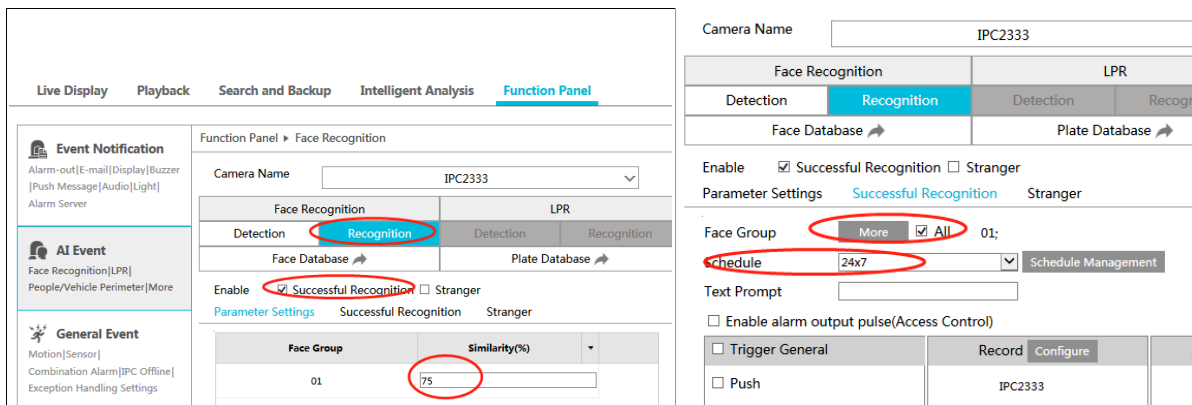 Live Display Playback Search and Backup Intelligent Analysis Function Panel
Event Notification
Alarm-out|E-mail|Display|Buzzer
|Push Message|Audio|Light|
Alarm Server
AI Event
Face Recognition|LPR|
People/Vehicle Perimeter|More
General Event
Motion|Sensor|
Combination Alarm|IPC Offline|
Exception Handling Settings
Function Panel ▸ Face Recognition
Camera Name IPC2333
Face Recognition LPR
Detection Recognition Detection Recognition
Face Database Plate Database
Enable Successful Recognition Stranger
Parameter Settings Successful Recognition Stranger
Face Group Similarity(%)
01 75
Camera Name IPC2333
Face Recognition LPR
Detection Recognition Detection Recogn
Face Database Plate Database
Enable Successful Recognition Stranger
Parameter Settings Successful Recognition Stranger
Face Group More All 01;
Schedule 24x7 Schedule Management
Text Prompt
Enable alarm output pulse(Access Control)
Trigger General Record Configure
Push IPC2333